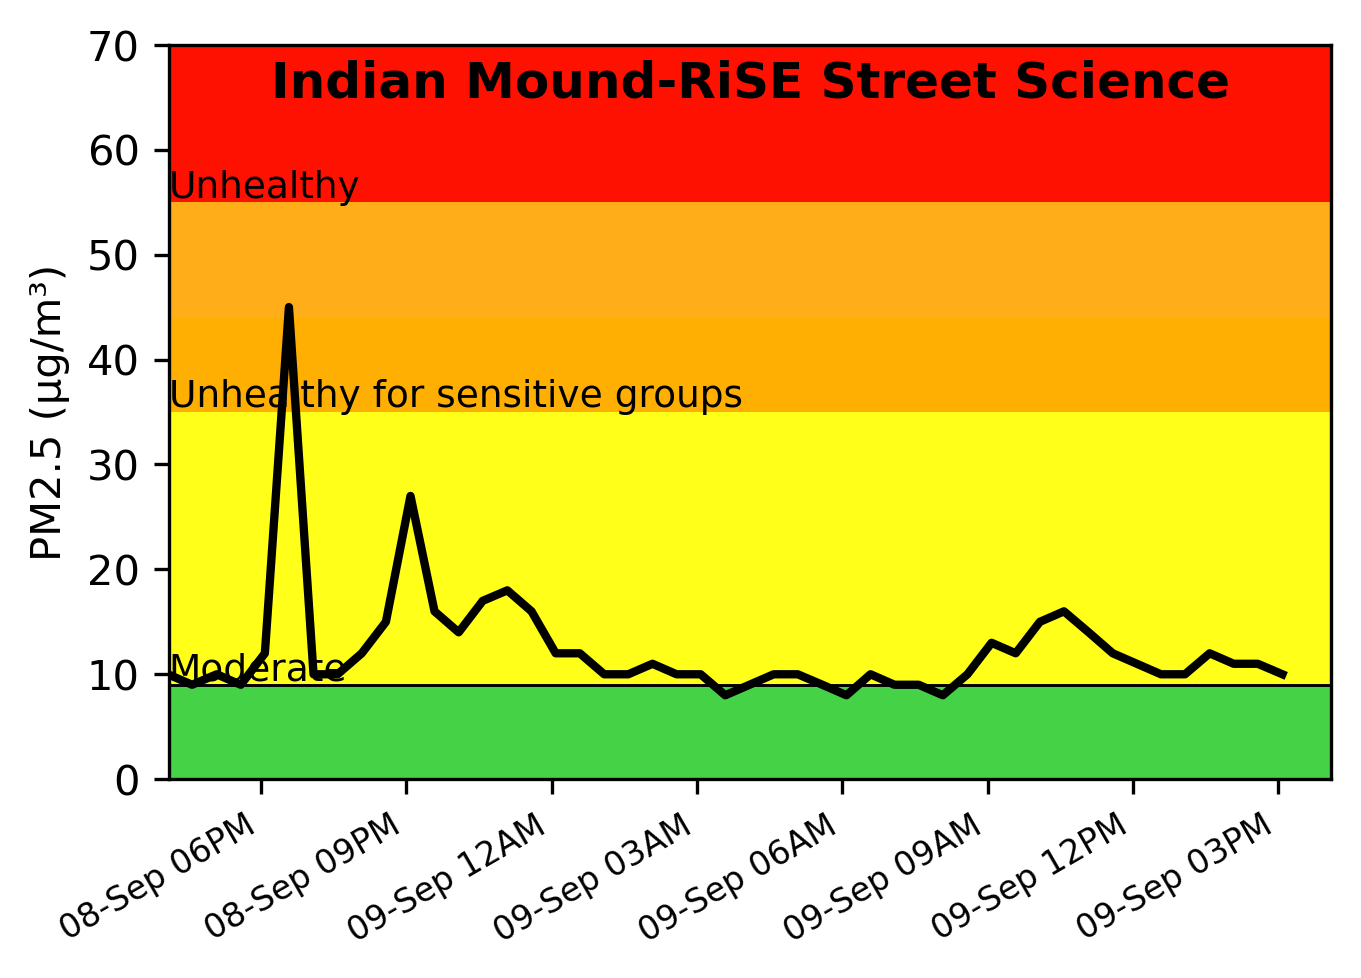 Indian Mound-RiSE Street Science
PM2.5 (µg/m³)
70
60
50
40
30
20
10
0
Unhealthy
Unhealthy for sensitive groups
Moderate
08-Sep 06PM
08-Sep 09PM
09-Sep 12AM
09-Sep 03AM
09-Sep 06AM
09-Sep 09AM
09-Sep 12PM
09-Sep 03PM